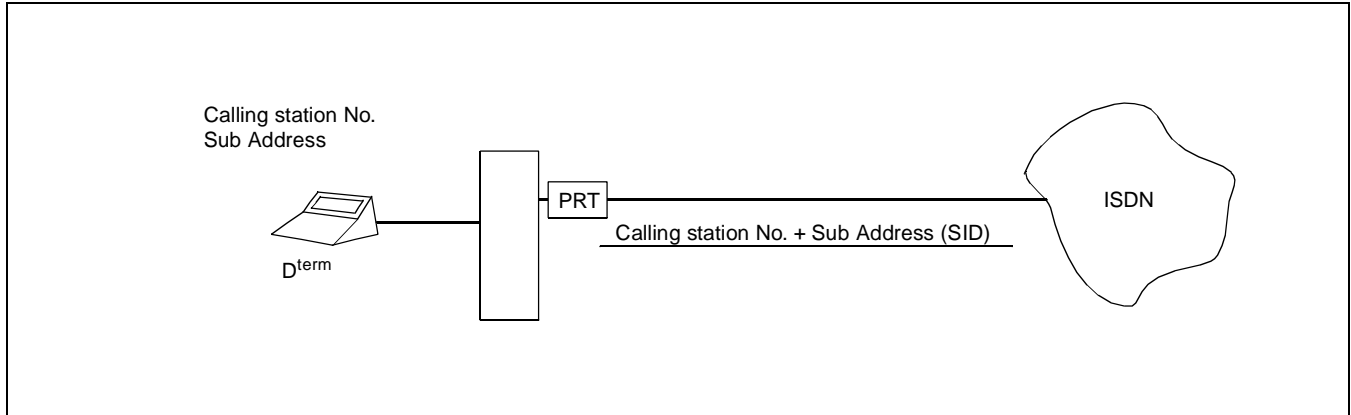 Calling station No.
Sub Address
PRT
ISDN
Calling station No. + Sub Address (SID)
Dterm